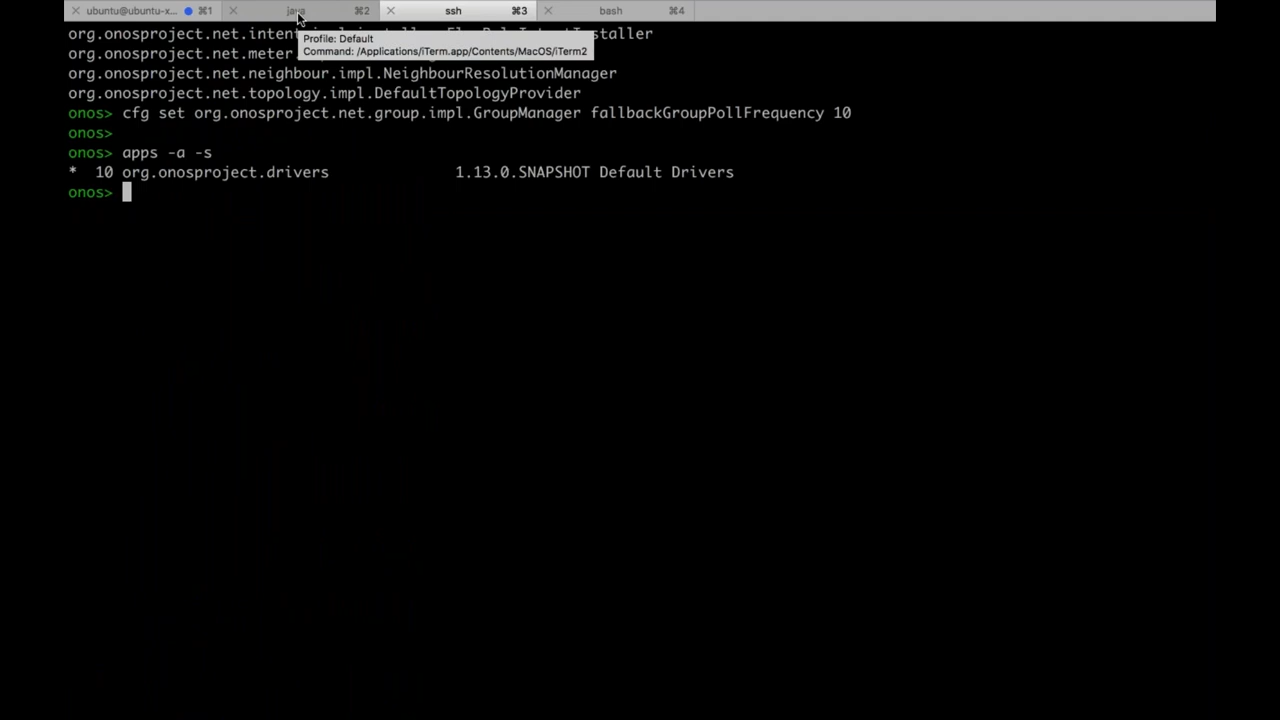 ubuntu@ubuntu-x... ⌘1 java ⌘2 ssh ⌘3 bash ⌘4
Profile: Default
Command: /Applications/iTerm.app/Contents/MacOS/iTerm2
org.onosproject.net.intent
nstaller
org.onosproject.net.meter.
org.onosproject.net.neighbour.impl.NeighbourResolutionManager
org.onosproject.net.topology.impl.DefaultTopologyProvider
onos> cfg set org.onosproject.net.group.impl.GroupManager fallbackGroupPollFrequency 10
onos>
onos> apps -a -s
* 10 org.onosproject.drivers 1.13.0.SNAPSHOT Default Drivers
onos>